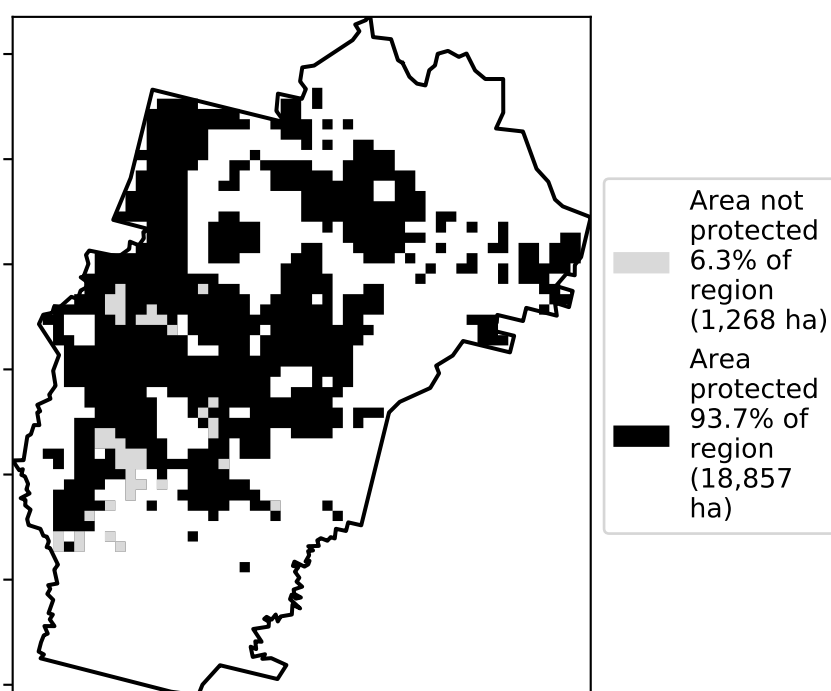 Area not
protected
6.3% of
region
(1,268 ha)
Area
protected
93.7% of
region
(18,857
ha)